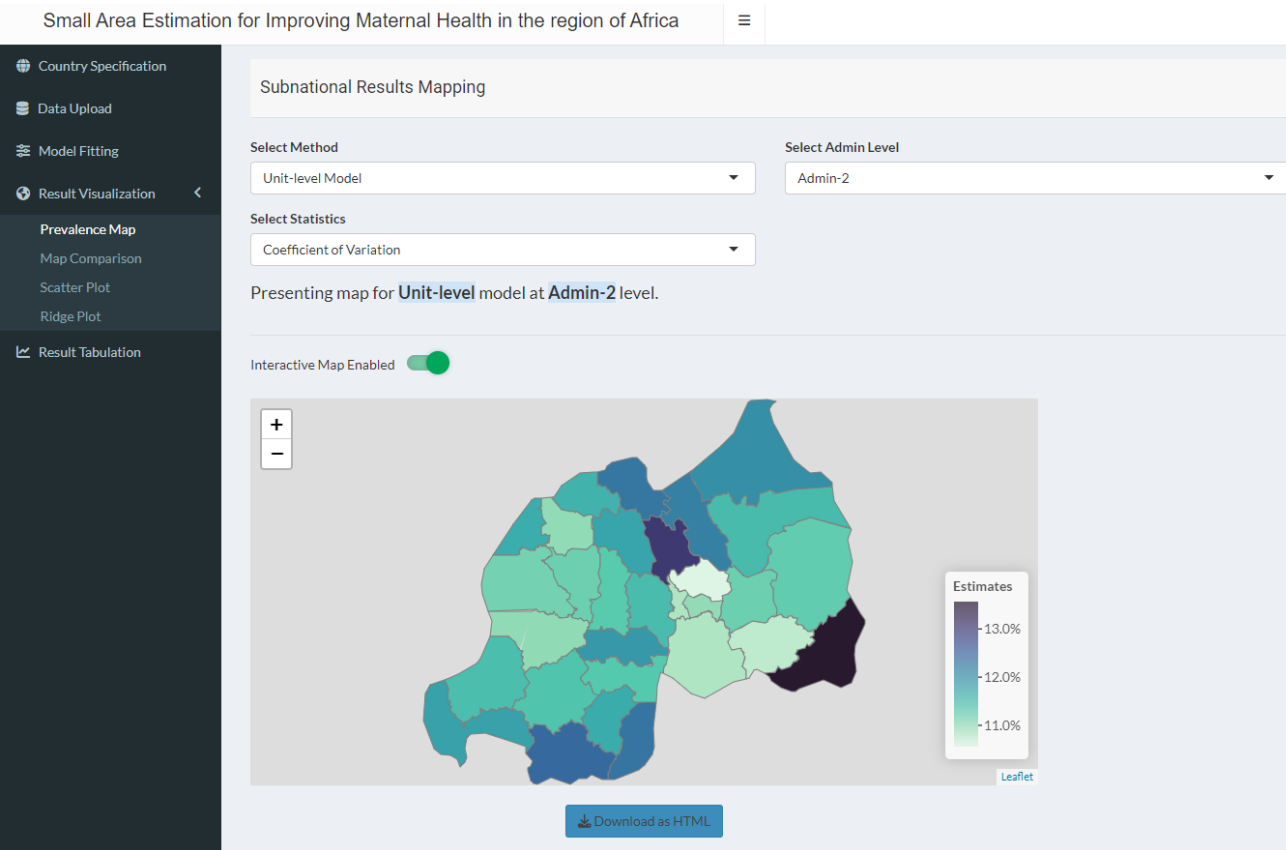 Small Area Estimation for Improving Maternal Health in the region of Africa
Country Specification
Data Upload
Model Fitting
Result Visualization
Prevalence Map
Map Comparison
Scatter Plot
Ridge Plot
Result Tabulation
Subnational Results Mapping
Select Method
Unit-level Model
Select Admin Level
Admin-2
Select Statistics
Coefficient of Variation
Presenting map for Unit-level model at Admin-2 level.
Interactive Map Enabled
+
−
Estimates
13.0%
12.0%
11.0%
Leaflet
Download as HTML